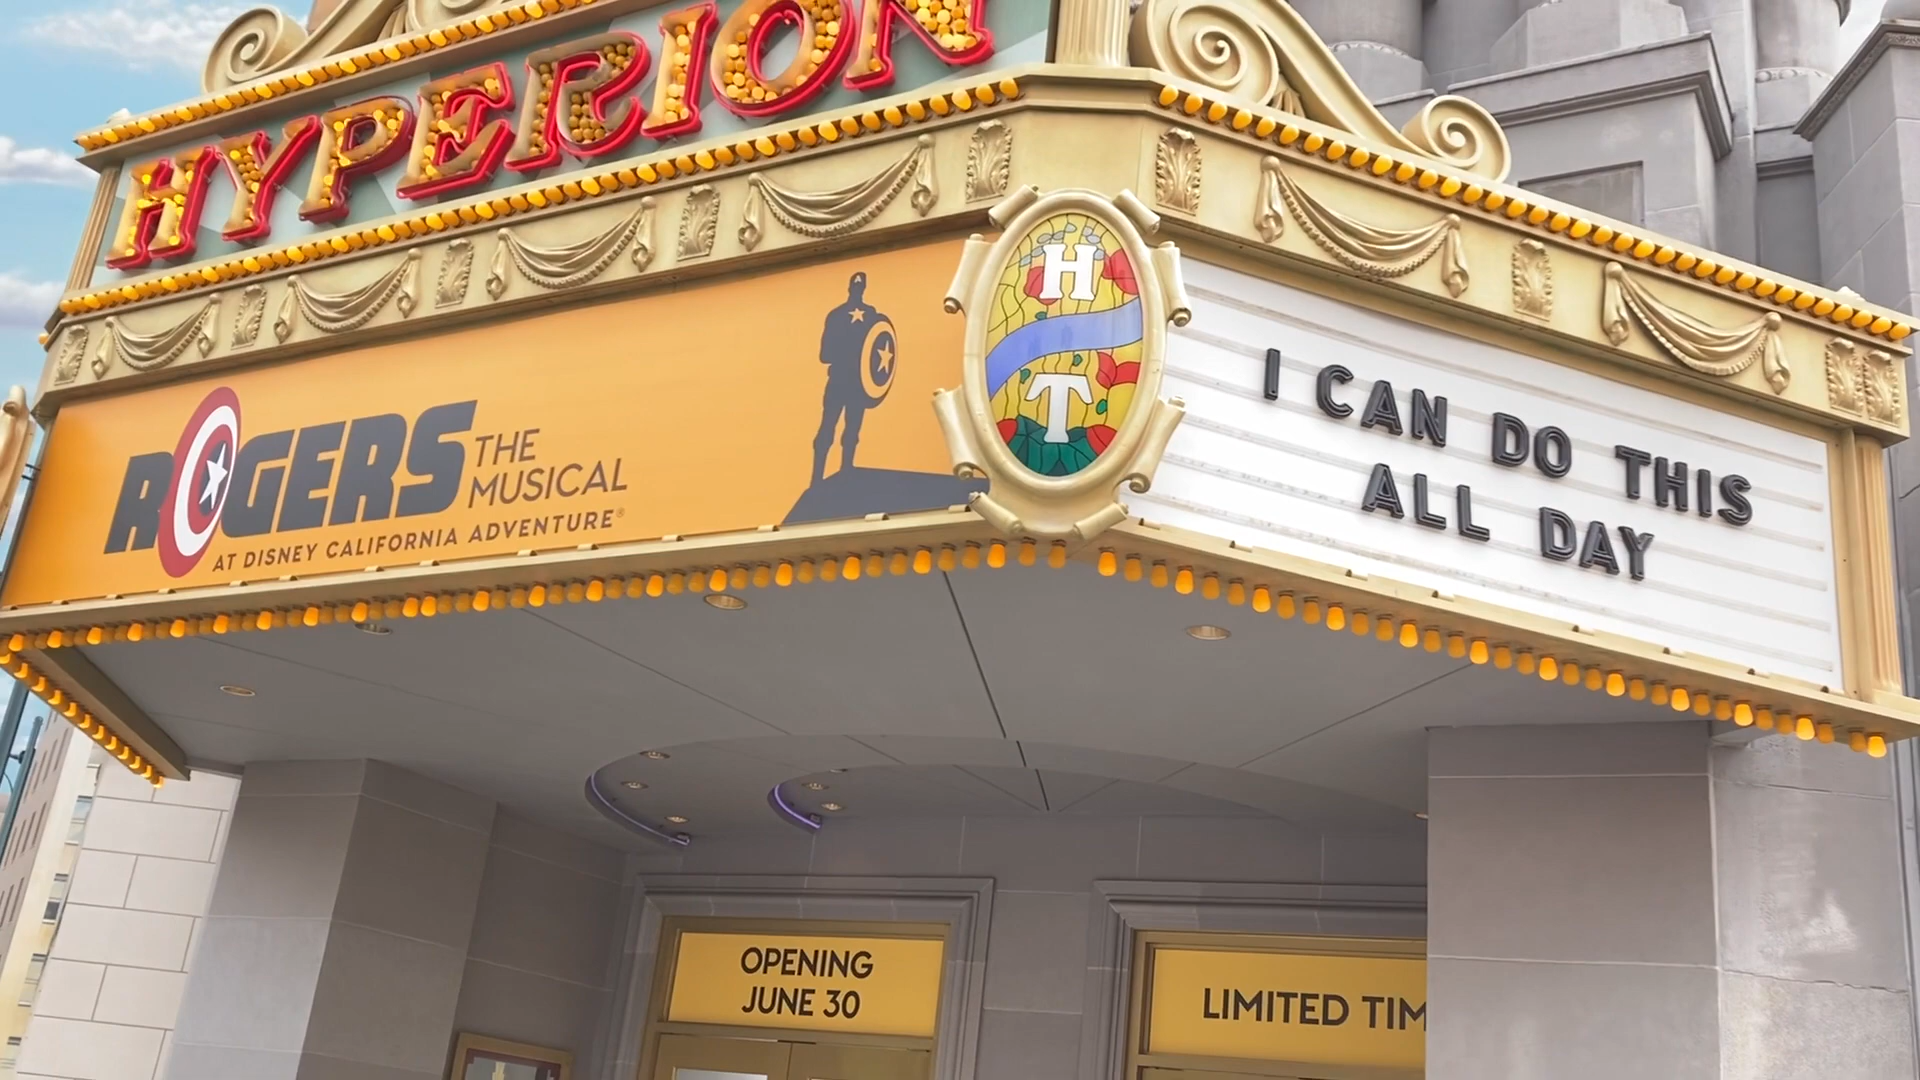 HYPERION
ROGERS
THE
MUSICAL
AT DISNEY CALIFORNIA ADVENTURE®
A
H
T
I CAN DO THIS
ALL DAY
OPENING
JUNE 30
LIMITED TIM